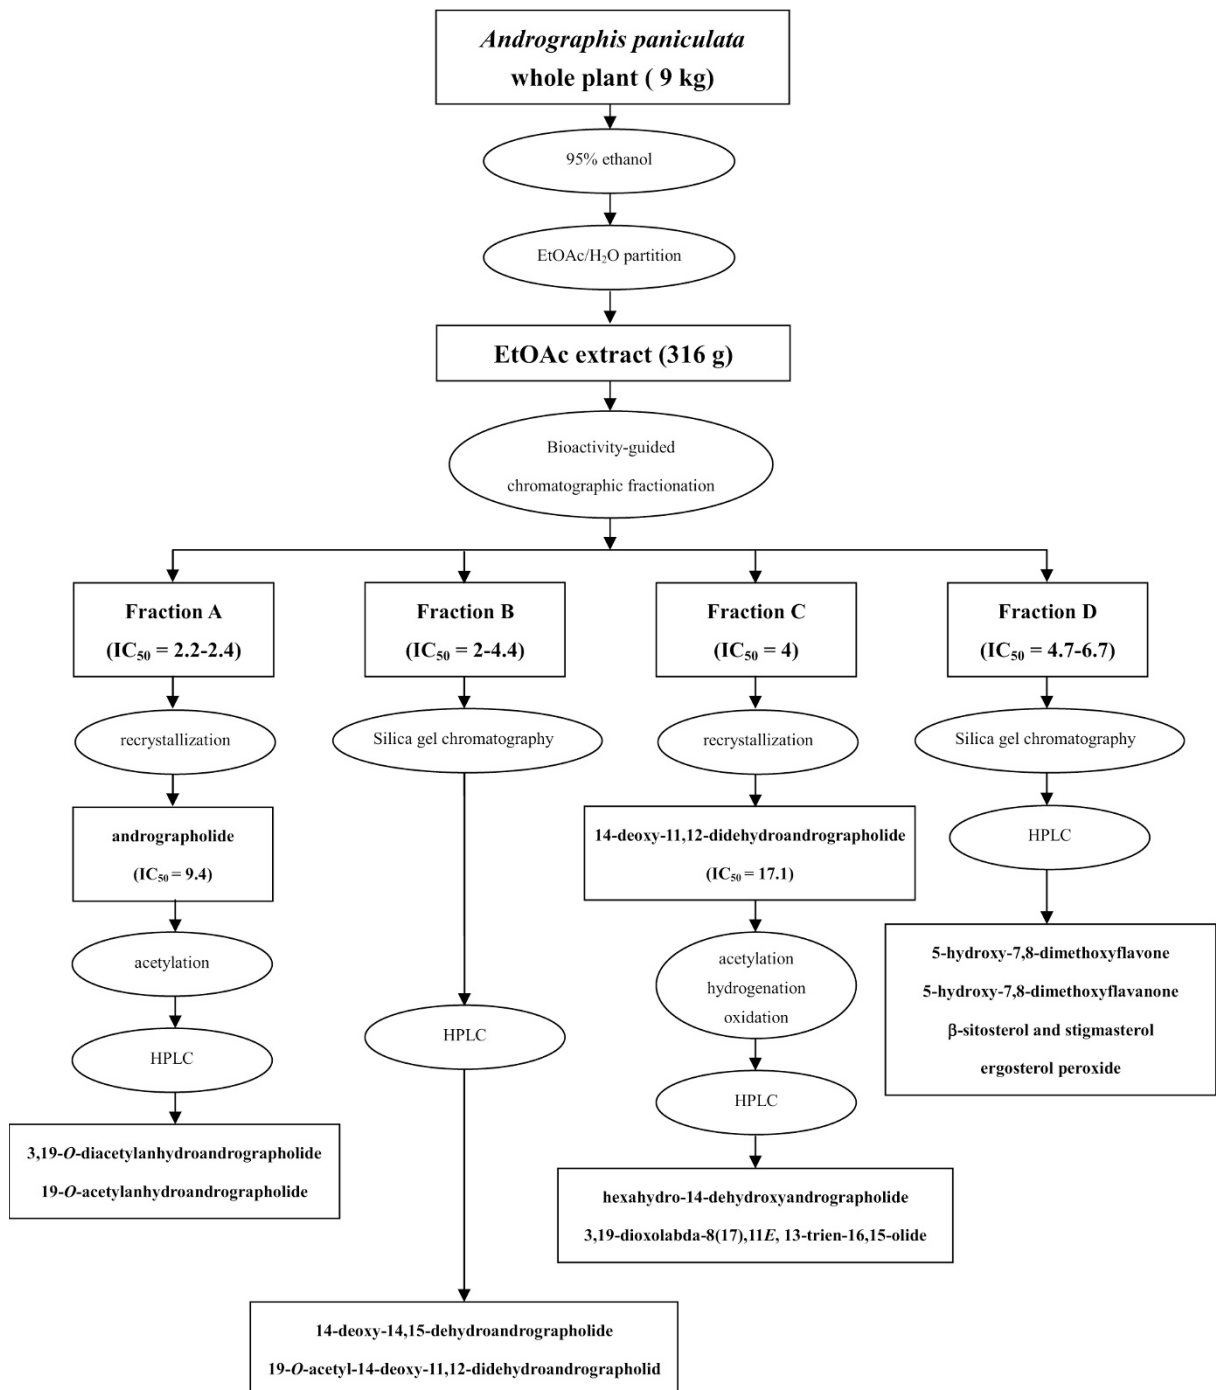 Andrographis paniculata
whole plant ( 9 kg)
95% ethanol
EtOAc/H₂O partition
EtOAc extract (316 g)
Bioactivity-guided
chromatographic fractionation
Fraction A
(IC₅₀ = 2.2-2.4)
Fraction B
(IC₅₀ = 2-4.4)
Fraction C
(IC₅₀ = 4)
Fraction D
(IC₅₀ = 4.7-6.7)
recrystallization
Silica gel chromatography
recrystallization
Silica gel chromatography
andrographolide
(IC₅₀ = 9.4)
14-deoxy-11,12-didehydroandrographolide
(IC₅₀ = 17.1)
HPLC
acetylation
acetylation
hydrogenation
oxidation
5-hydroxy-7,8-dimethoxyflavone
5-hydroxy-7,8-dimethoxyflavanone
β-sitosterol and stigmasterol
ergosterol peroxide
HPLC
HPLC
HPLC
3,19-O-diacetylanhydroandrographolide
19-O-acetylanhydroandrographolide
hexahydro-14-dehydroxyandrographolide
3,19-dioxolabda-8(17),11E, 13-trien-16,15-olide
14-deoxy-14,15-dehydroandrographolide
19-O-acetyl-14-deoxy-11,12-didehydroandrographolid